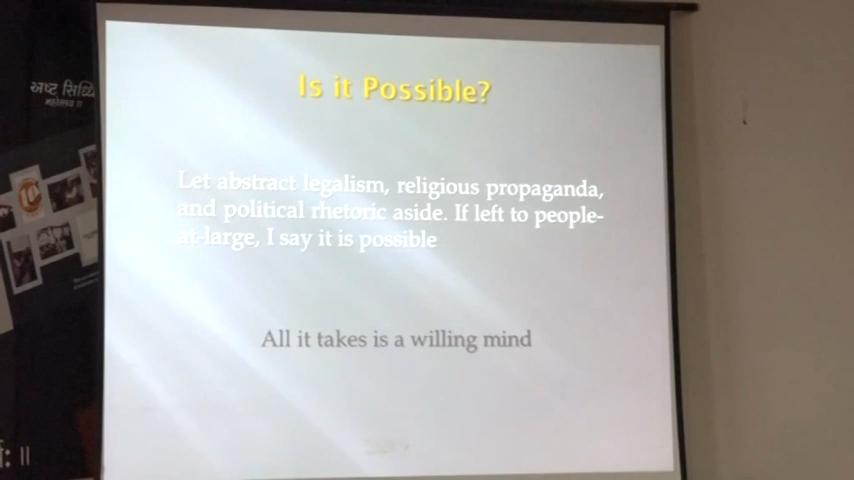 Is it Possible?
Let abstract legalism, religious propaganda,
and political rhetoric aside. If left to people-
at-large, I say it is possible
All it takes is a willing mind
અષ્ટ સિદ્ધિ